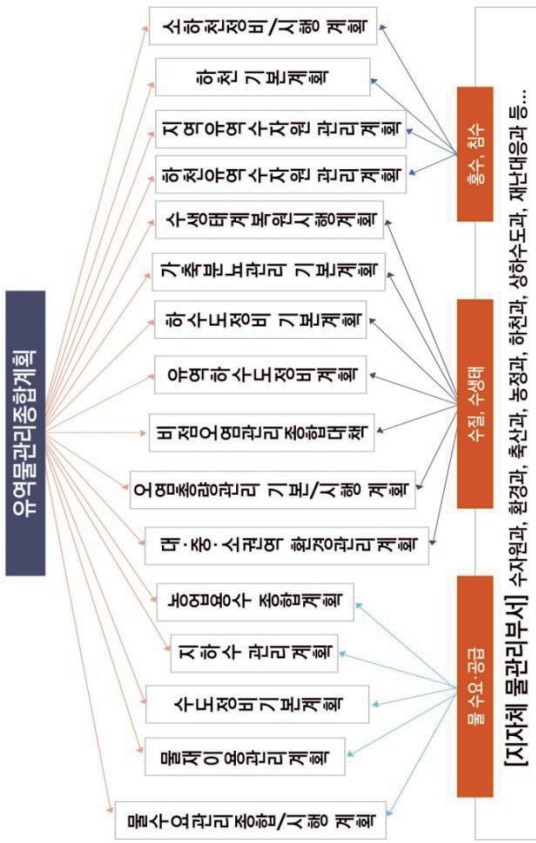 유역물관리종합계획
물수요관리종합/시행 계획
물재이용관리계획
수도정비기본계획
지하수 관리계획
농업용수 종합계획
대·중·소권역 환경관리계획
오염총량관리 기본/시행 계획
비점오염관리종합대책
유역하수도정비계획
하수도정비 기본계획
가축분뇨관리 기본계획
수생태계복원시행계획
하천유역수자원 관리계획
지역유역수자원 관리계획
하천 기본계획
소하천정비/시행 계획
물 수요·공급
수질, 수생태
홍수, 침수
[지자체 물관리부서] 수자원과, 환경과, 축산과, 농정과, 하천과, 상하수도과, 재난대응과 등...